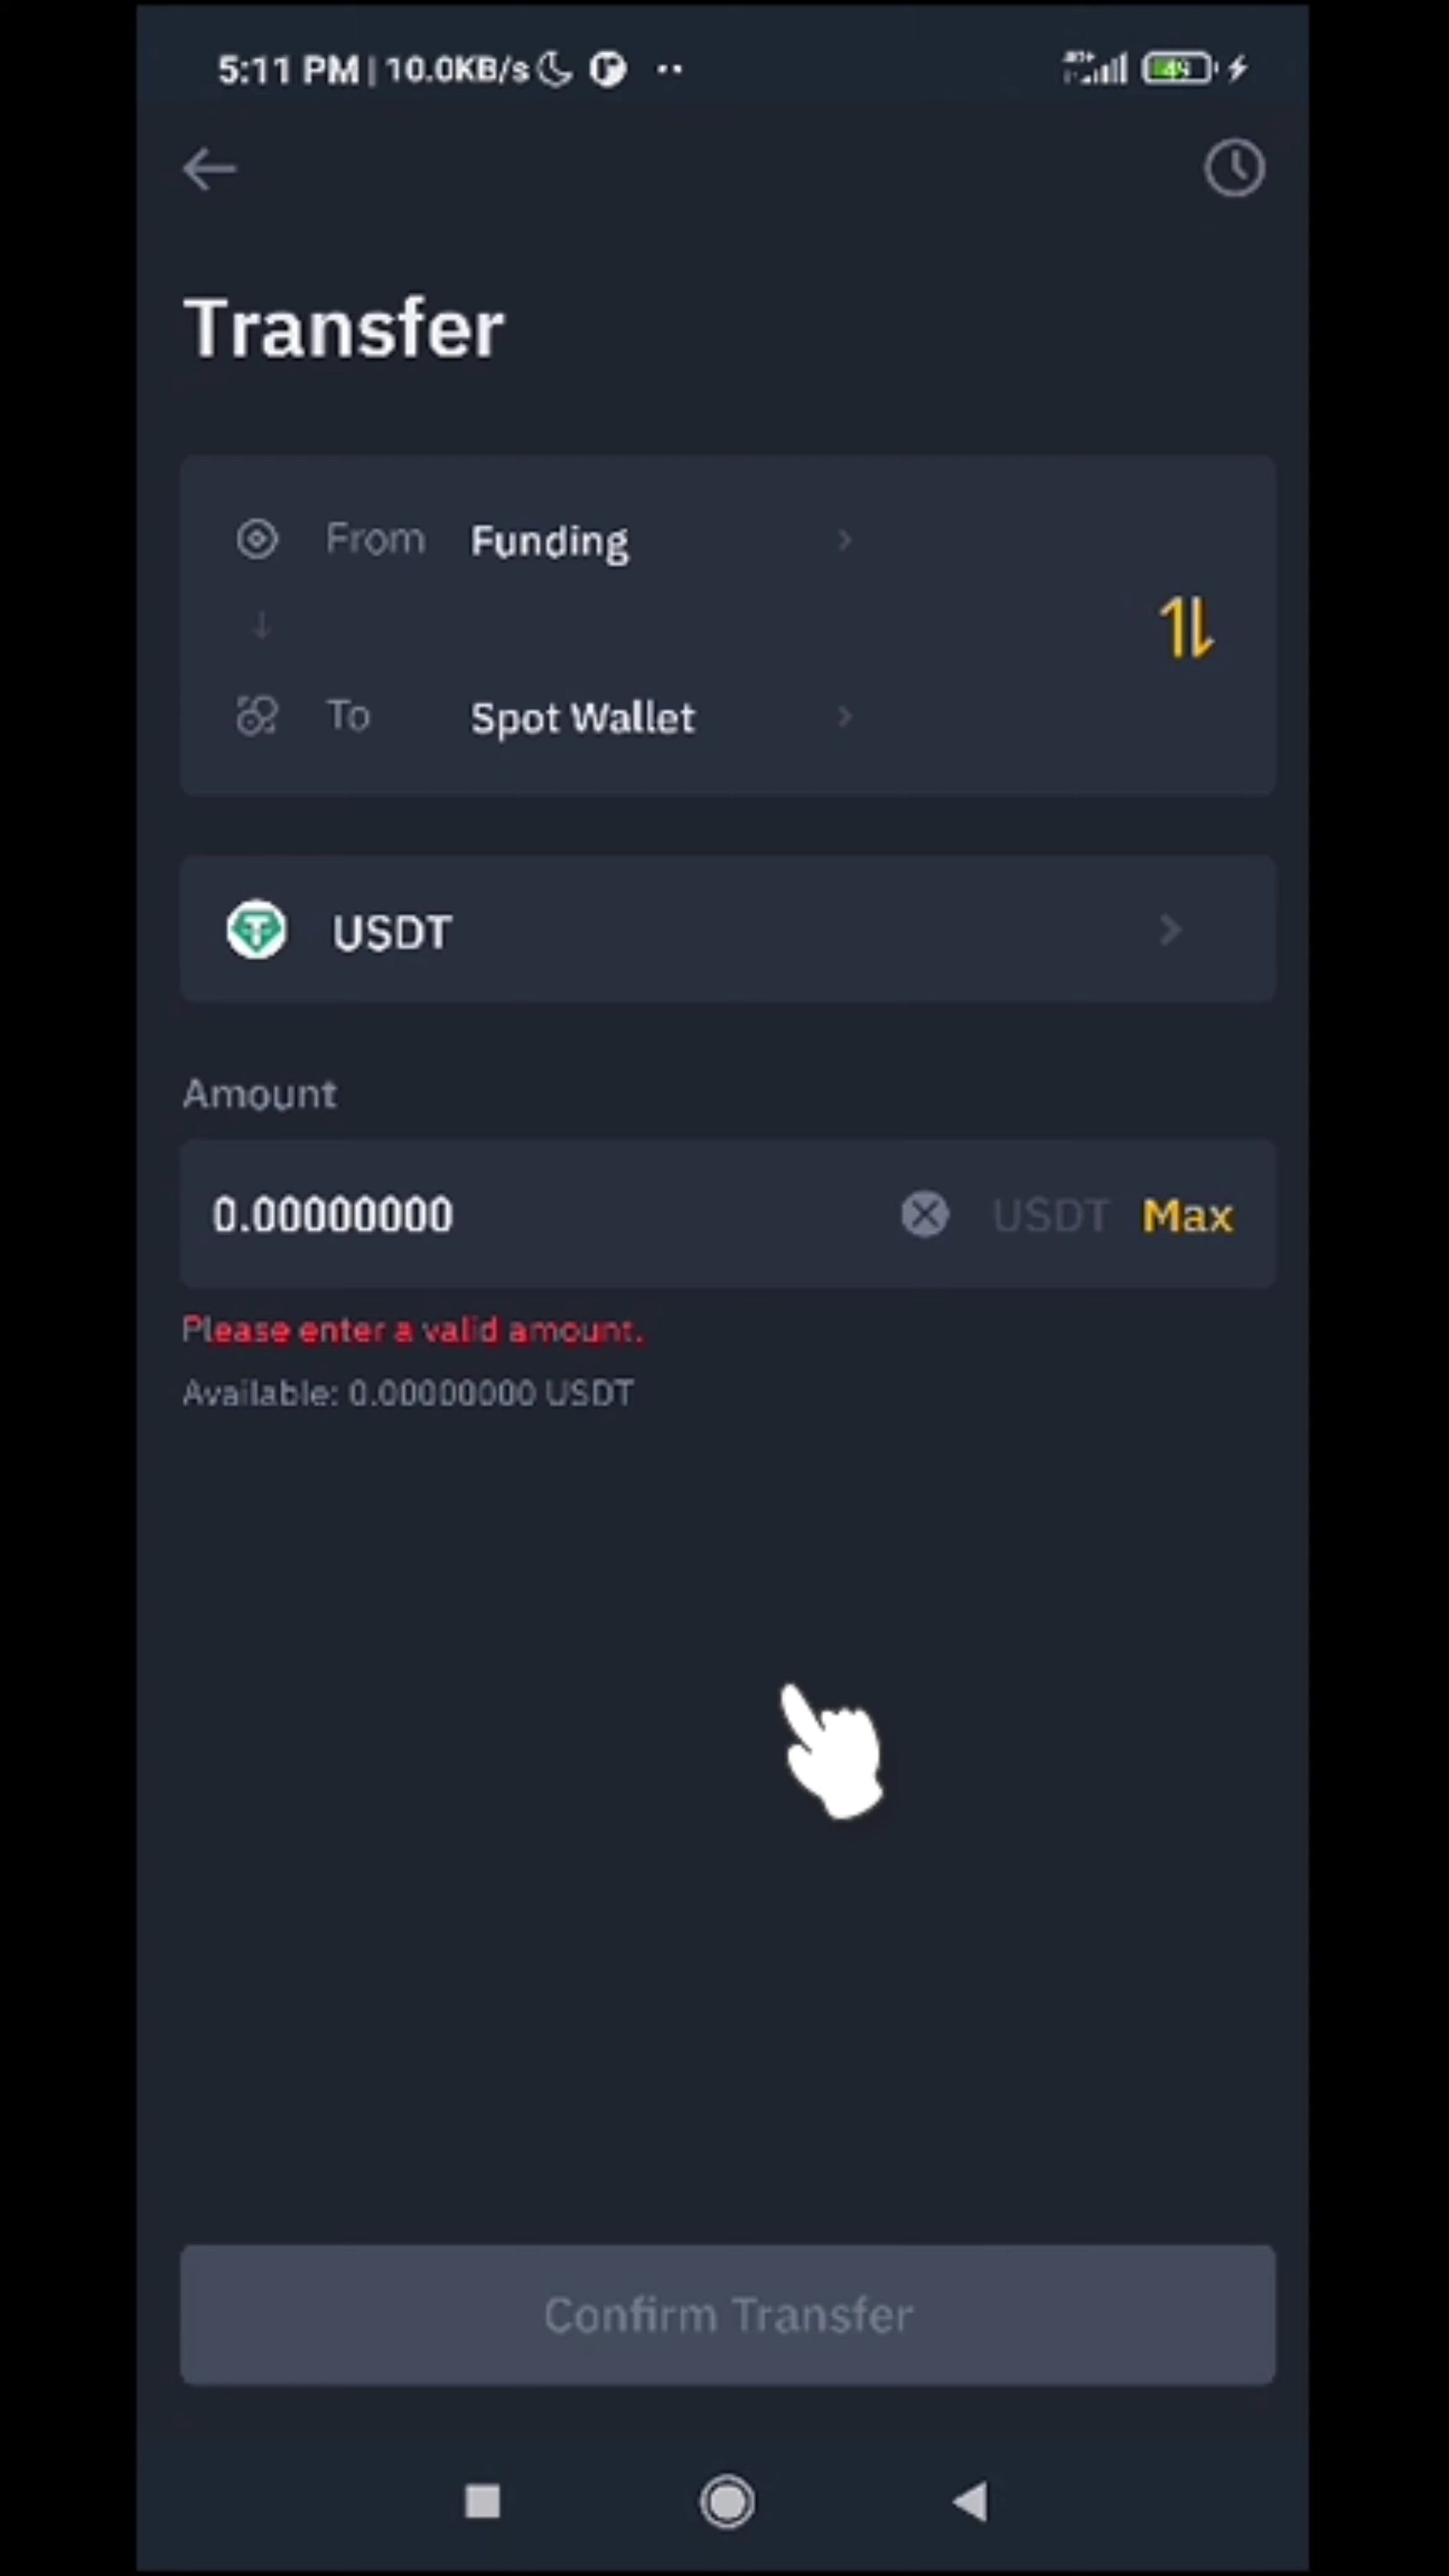 5:11 PM | 10.0KB/s
49
Transfer
From Funding
To Spot Wallet
USDT
Amount
0.00000000 USDT Max
Please enter a valid amount.
Available: 0.00000000 USDT
Confirm Transfer